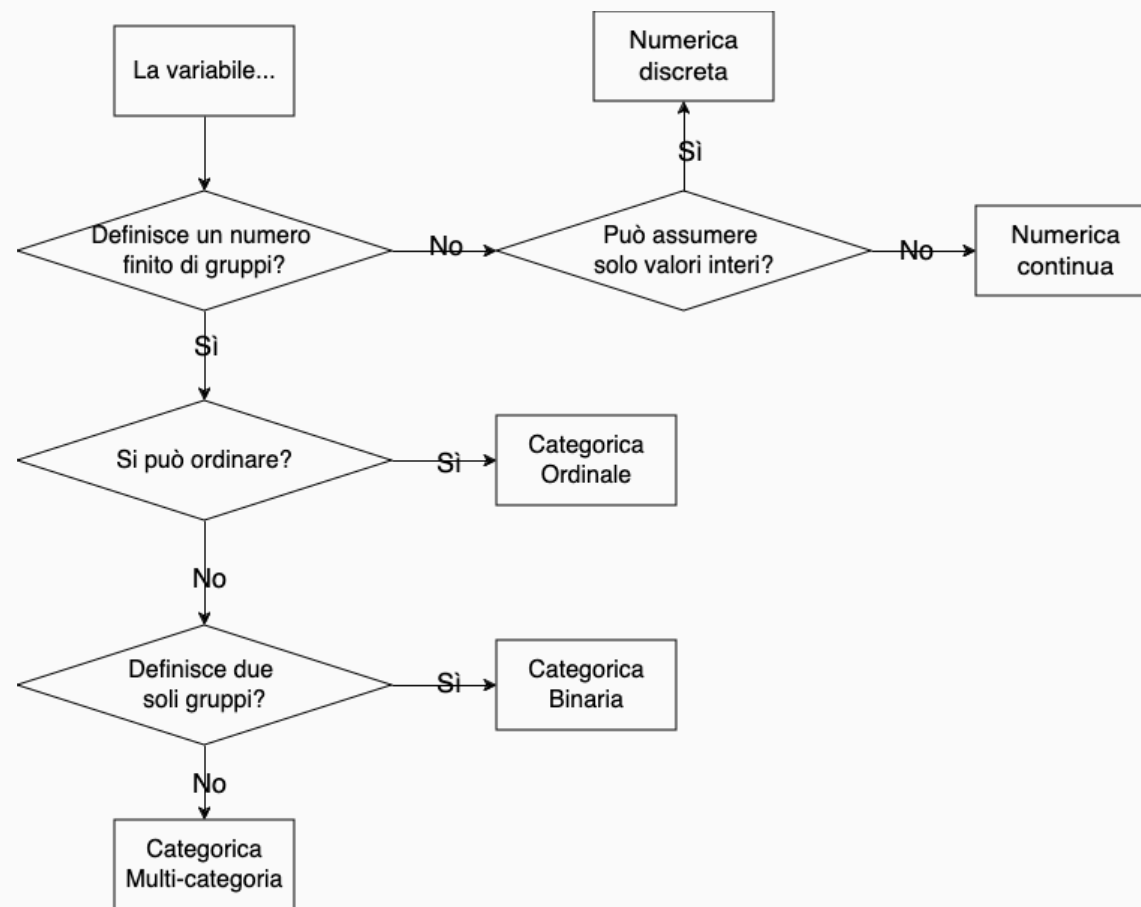 La variabile...
Numerica
discreta
Sì
Definisce un numero
finito di gruppi?
No
Può assumere
solo valori interi?
No
Numerica
continua
Sì
Si può ordinare?
Sì
Categorica
Ordinale
No
Definisce due
soli gruppi?
Sì
Categorica
Binaria
No
Categorica
Multi-categoria